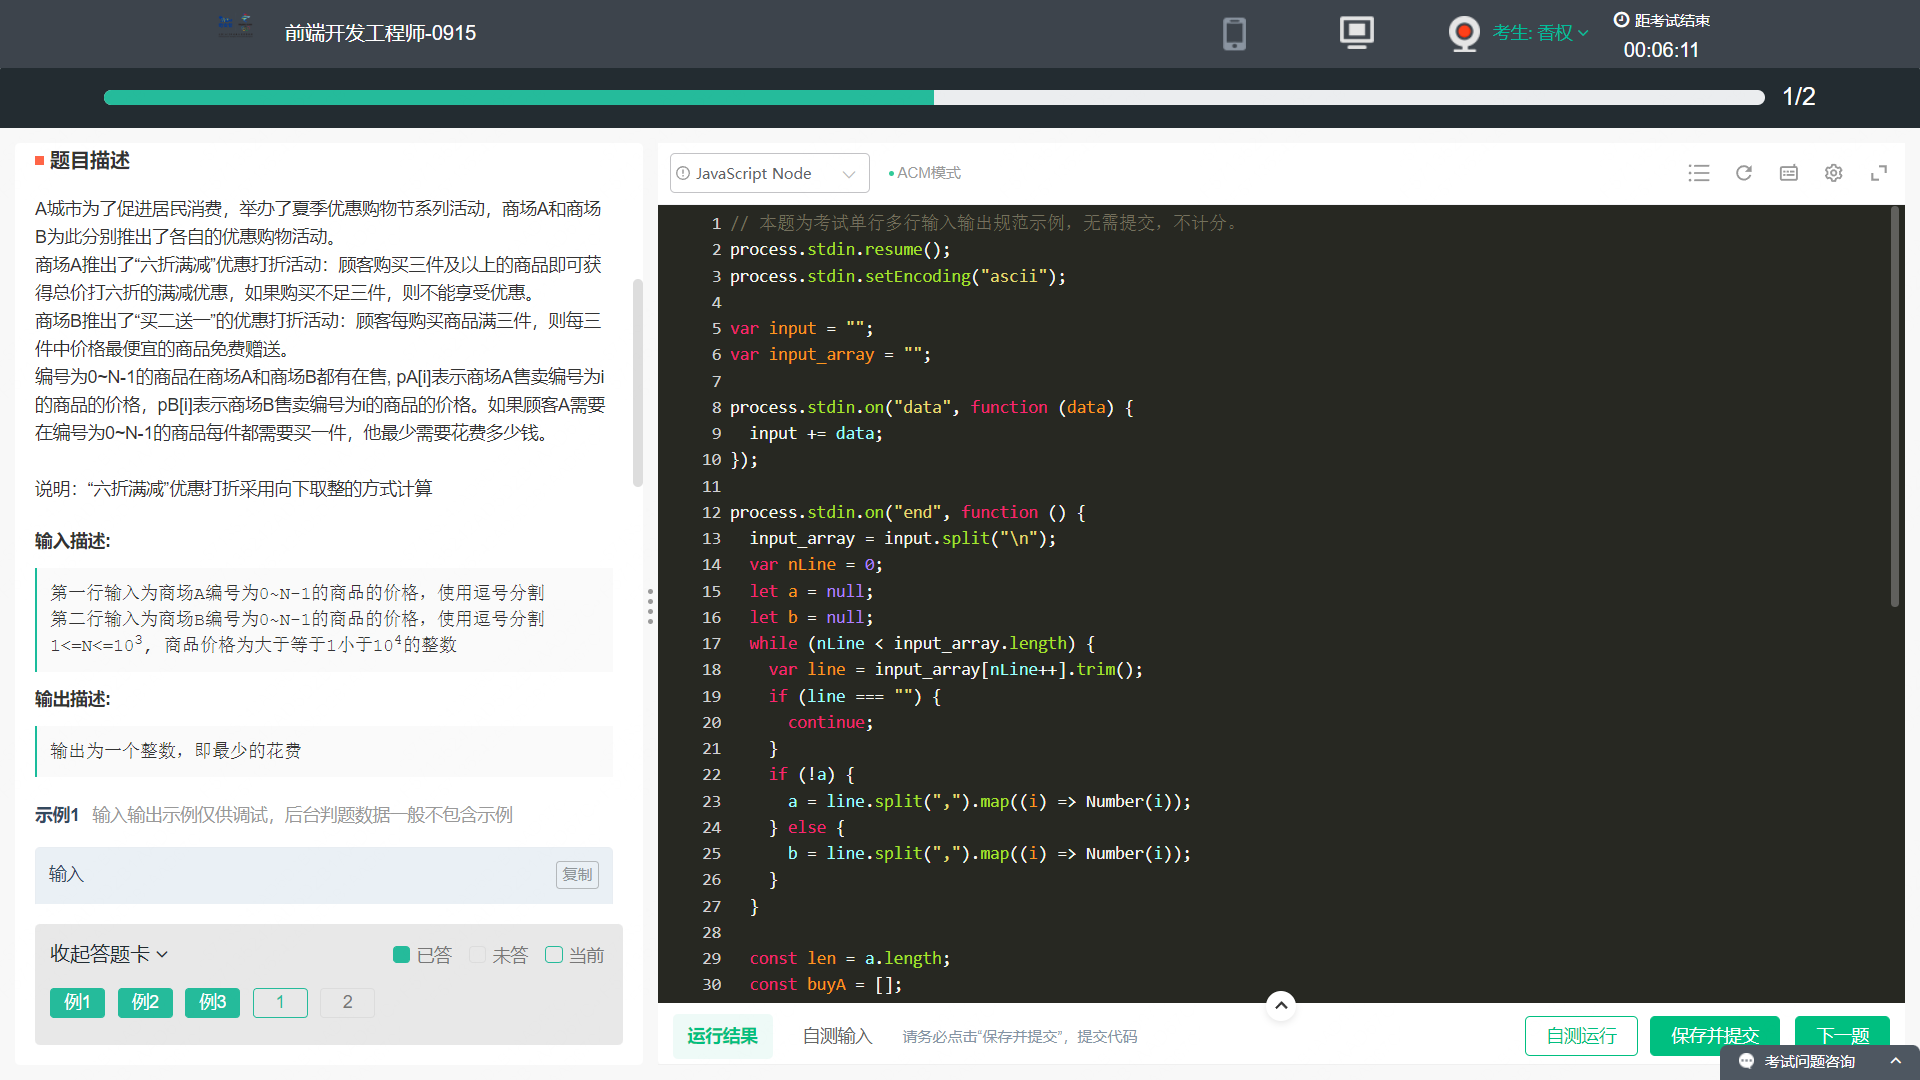 前端开发工程师-0915
考生: 香权
距考试结束
00:06:11
1/2
题目描述
A城市为了促进居民消费，举办了夏季优惠购物节系列活动，商场A和商场
B为此分别推出了各自的优惠购物活动。
商场A推出了“六折满减”优惠打折活动：顾客购买三件及以上的商品即可获
得总价打六折的满减优惠，如果购买不足三件，则不能享受优惠。
商场B推出了“买二送一”的优惠打折活动：顾客每购买商品满三件，则每三
件中价格最便宜的商品免费赠送。
编号为0~N-1的商品在商场A和商场B都有在售, pA[i]表示商场A售卖编号为i
的商品的价格，pB[i]表示商场B售卖编号为i的商品的价格。如果顾客A需要
在编号为0~N-1的商品每件都需要买一件，他最少需要花费多少钱。
说明：“六折满减”优惠打折采用向下取整的方式计算
输入描述:
第一行输入为商场A编号为0~N-1的商品的价格，使用逗号分割
第二行输入为商场B编号为0~N-1的商品的价格，使用逗号分割
1<=N<=10³, 商品价格为大于等于1小于10⁴的整数
输出描述:
输出为一个整数，即最少的花费
示例1 输入输出示例仅供调试，后台判题数据一般不包含示例
输入
复制
收起答题卡
已答 未答 当前
例1 例2 例3 1 2
JavaScript Node
ACM模式
1 // 本题为考试单行多行输入输出规范示例，无需提交，不计分。
2 process.stdin.resume();
3 process.stdin.setEncoding("ascii");
4
5 var input = "";
6 var input_array = "";
7
8 process.stdin.on("data", function (data) {
9   input += data;
10 });
11
12 process.stdin.on("end", function () {
13   input_array = input.split("\n");
14   var nLine = 0;
15   let a = null;
16   let b = null;
17   while (nLine < input_array.length) {
18     var line = input_array[nLine++].trim();
19     if (line === "") {
20       continue;
21     }
22     if (!a) {
23       a = line.split(",").map((i) => Number(i));
24     } else {
25       b = line.split(",").map((i) => Number(i));
26     }
27   }
28
29   const len = a.length;
30   const buyA = [];
运行结果
自测输入
请务必点击“保存并提交”，提交代码
自测运行
保存并提交
下一题
考试问题咨询